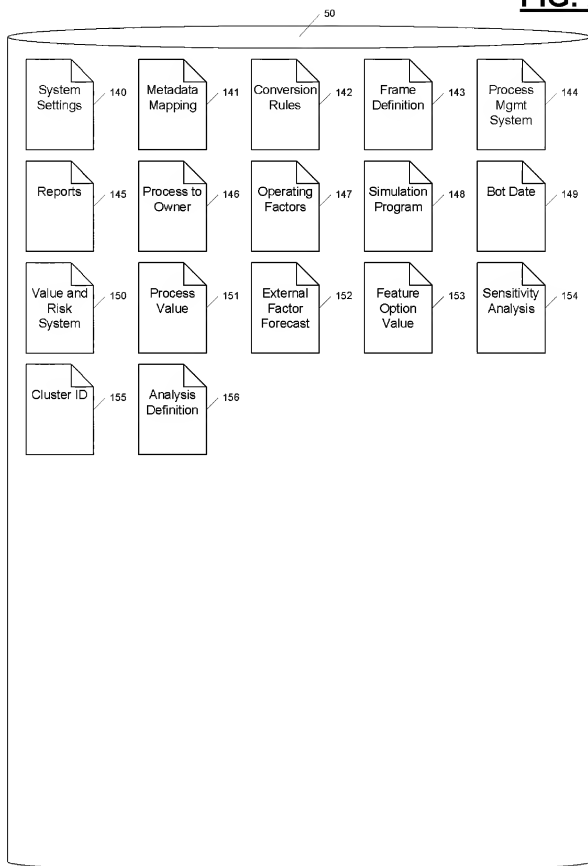 FIG.
50
System Settings 140
Metadata Mapping 141
Conversion Rules 142
Frame Definition 143
Process Mgmt System 144
Reports 145
Process to Owner 146
Operating Factors 147
Simulation Program 148
Bot Date 149
Value and Risk System 150
Process Value 151
External Factor Forecast 152
Feature Option Value 153
Sensitivity Analysis 154
Cluster ID 155
Analysis Definition 156